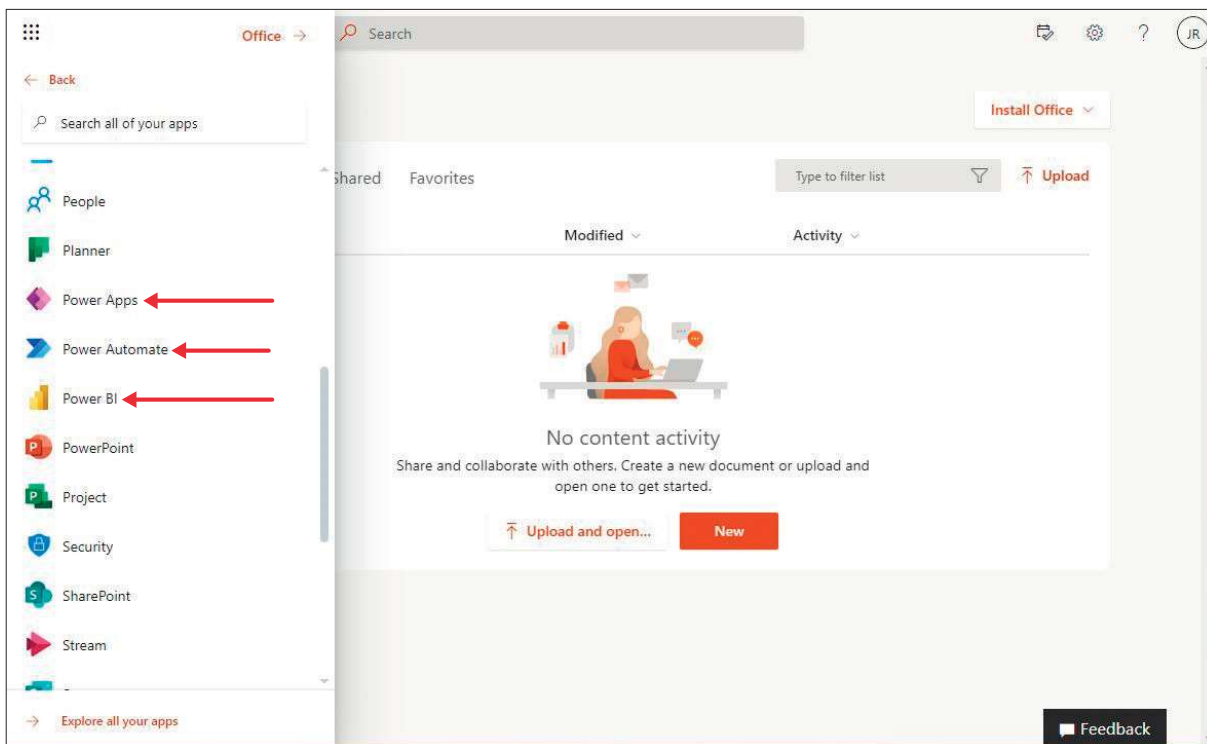 Office →
Search
JR
← Back
Install Office
Search all of your apps
Shared Favorites
Type to filter list
Upload
People
Modified
Activity
Planner
Power Apps
Power Automate
Power BI
PowerPoint
No content activity
Share and collaborate with others. Create a new document or upload and
open one to get started.
Project
Upload and open...
New
Security
SharePoint
Stream
→ Explore all your apps
Feedback